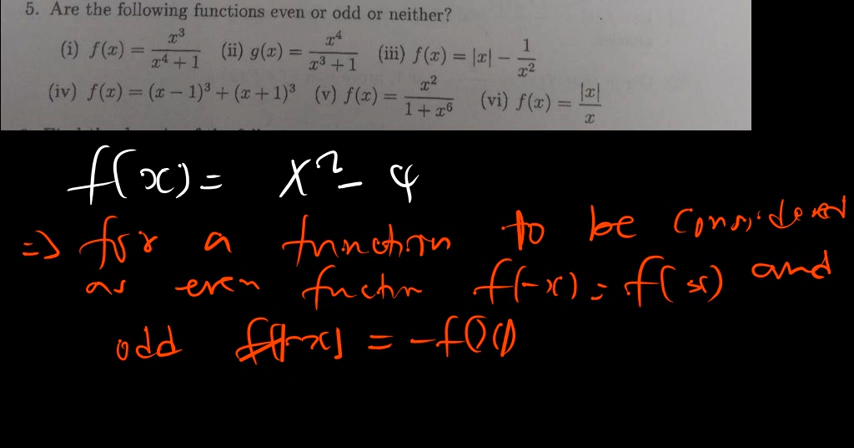 5. Are the following functions even or odd or neither?
(i) f(x) = x³/(x⁴ + 1) (ii) g(x) = x⁴/(x³ + 1) (iii) f(x) = |x| − 1/x²
(iv) f(x) = (x − 1)³ + (x + 1)³ (v) f(x) = x²/(1 + x⁶) (vi) f(x) = |x|/x
f(x) = x² − 4
⇒ for a function to be considered
as even fuctn f(-x) = f(x) and
odd f(-x) = -f(x)